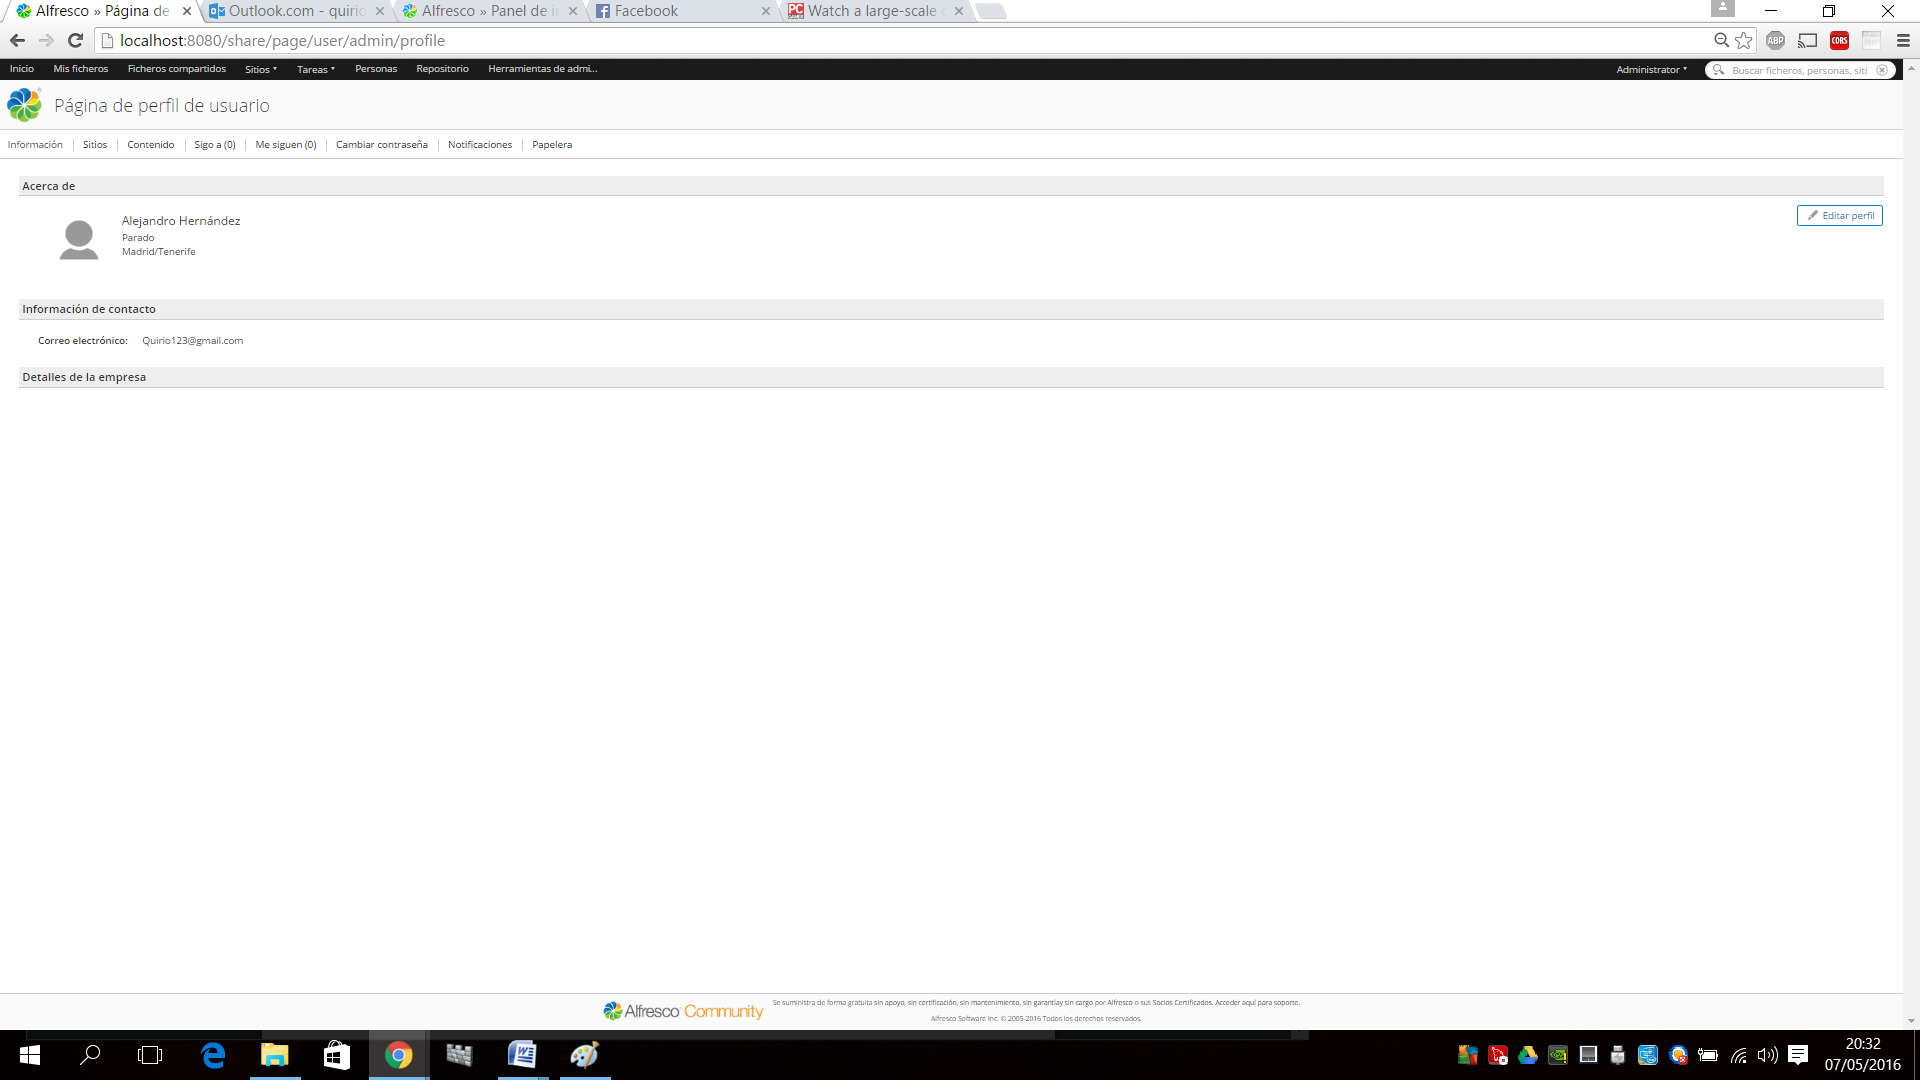 Alfresco » Página de
Outlook.com - quirio
Alfresco » Panel de i
Facebook
Watch a large-scale
localhost:8080/share/page/user/admin/profile
ABP
CORS
Inicio
Mis ficheros
Ficheros compartidos
Sitios
Tareas
Personas
Repositorio
Herramientas de admi...
Administrator
Buscar ficheros, personas, siti
Página de perfil de usuario
Información
Sitios
Contenido
Sigo a (0)
Me siguen (0)
Cambiar contraseña
Notificaciones
Papelera
Acerca de
Alejandro Hernández
Parado
Madrid/Tenerife
Editar perfil
Información de contacto
Correo electrónico: Quirio123@gmail.com
Detalles de la empresa
Alfresco Community
Se suministra de forma gratuita sin apoyo, sin certificación, sin mantenimiento, sin garantíay sin cargo por Alfresco o sus Socios Certificados. Acceder aquí para soporte.
Alfresco Software Inc. © 2005-2016 Todos los derechos reservados.
20:32
07/05/2016